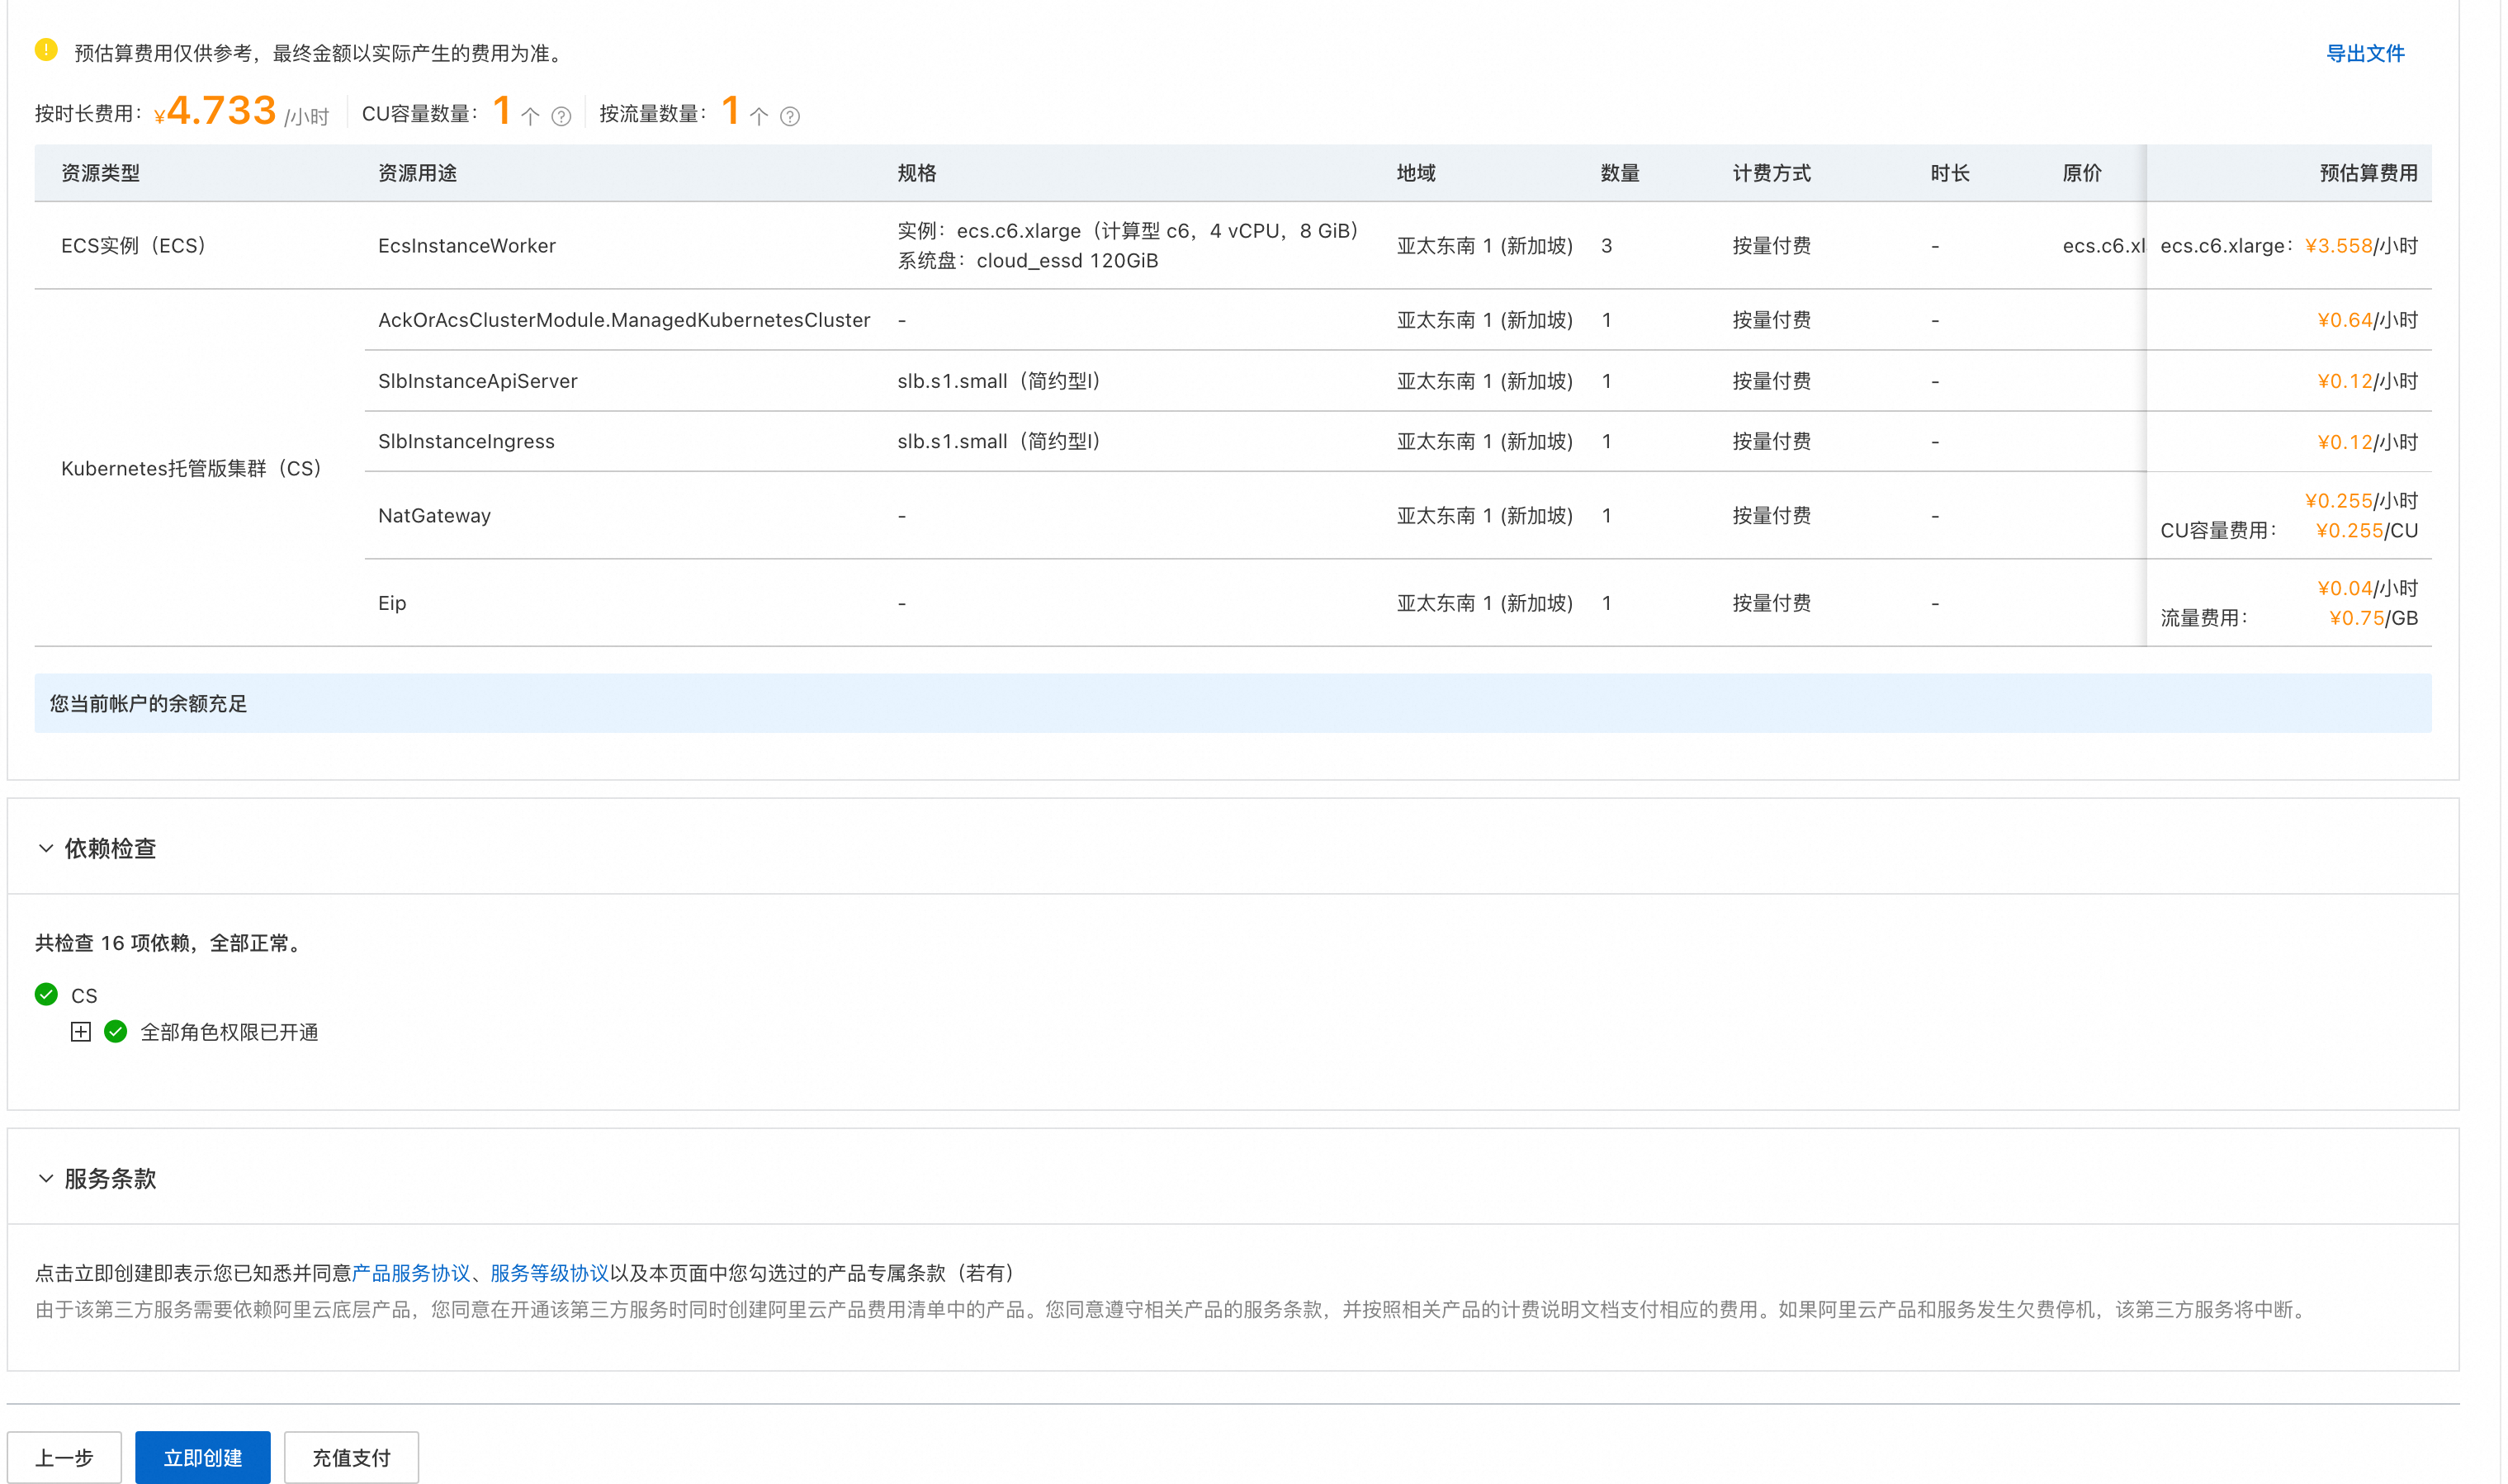 预估算费用仅供参考，最终金额以实际产生的费用为准。 导出文件
按时长费用： ¥4.733 /小时 CU容量数量： 1 个 按流量数量： 1 个
资源类型 资源用途 规格 地域 数量 计费方式 时长 原价 预估算费用
ECS实例（ECS） EcsInstanceWorker 实例：ecs.c6.xlarge（计算型 c6，4 vCPU，8 GiB） 亚太东南 1 (新加坡) 3 按量付费 - ecs.c6.xl ecs.c6.xlarge： ¥3.558/小时
系统盘：cloud_essd 120GiB
Kubernetes托管版集群（CS）
AckOrAcsClusterModule.ManagedKubernetesCluster - 亚太东南 1 (新加坡) 1 按量付费 - ¥0.64/小时
SlbInstanceApiServer slb.s1.small（简约型I） 亚太东南 1 (新加坡) 1 按量付费 - ¥0.12/小时
SlbInstanceIngress slb.s1.small（简约型I） 亚太东南 1 (新加坡) 1 按量付费 - ¥0.12/小时
NatGateway - 亚太东南 1 (新加坡) 1 按量付费 - ¥0.255/小时
CU容量费用： ¥0.255/CU
Eip - 亚太东南 1 (新加坡) 1 按量付费 - ¥0.04/小时
流量费用： ¥0.75/GB
您当前帐户的余额充足
依赖检查
共检查 16 项依赖，全部正常。
CS
全部角色权限已开通
服务条款
点击立即创建即表示您已知悉并同意产品服务协议、服务等级协议以及本页面中您勾选过的产品专属条款（若有）
由于该第三方服务需要依赖阿里云底层产品，您同意在开通该第三方服务时同时创建阿里云产品费用清单中的产品。您同意遵守相关产品的服务条款，并按照相关产品的计费说明文档支付相应的费用。如果阿里云产品和服务发生欠费停机，该第三方服务将中断。
上一步 立即创建 充值支付